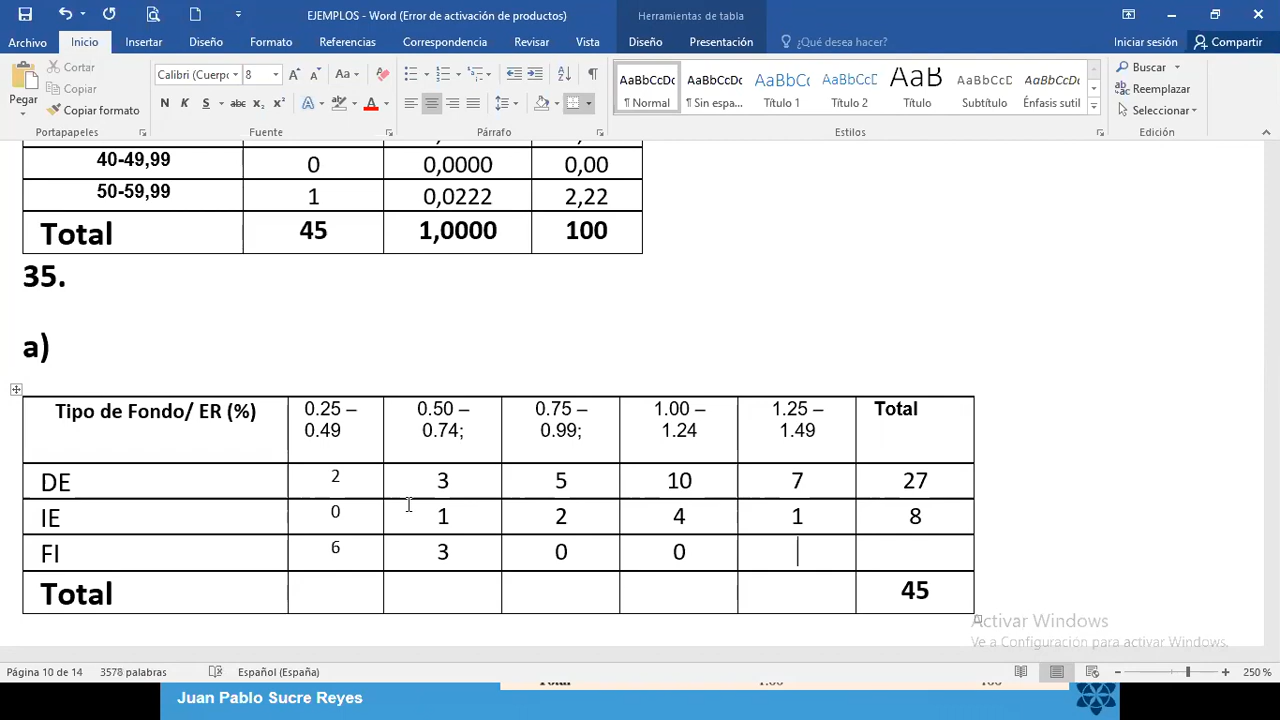 EJEMPLOS - Word (Error de activación de productos)
Herramientas de tabla
Archivo Inicio Insertar Diseño Formato Referencias Correspondencia Revisar Vista Diseño Presentación ¿Qué desea hacer? Iniciar sesión Compartir
Pegar
Cortar
Copiar
Copiar formato
Calibri (Cuerpo 8
AaBbCcDc AaBbCcDc AaBbCcD AaBbCcD AaB AaBbCcD AaBbCcDc
¶ Normal ¶ Sin espa... Título 1 Título 2 Título Subtítulo Énfasis sutil
Buscar
Reemplazar
Seleccionar
Portapapeles Fuente Párrafo Estilos Edición
40-49,99 0 0,0000 0,00
50-59,99 1 0,0222 2,22
Total 45 1,0000 100
35.
a)
Tipo de Fondo/ ER (%) 0.25 – 0.49 0.50 – 0.74; 0.75 – 0.99; 1.00 – 1.24 1.25 – 1.49 Total
DE 2 3 5 10 7 27
IE 0 1 2 4 1 8
FI 6 3 0 0
Total 45
Activar Windows
Ve a Configuración para activar Windows.
Página 10 de 14 3578 palabras Español (España) 250 %
Juan Pablo Sucre Reyes